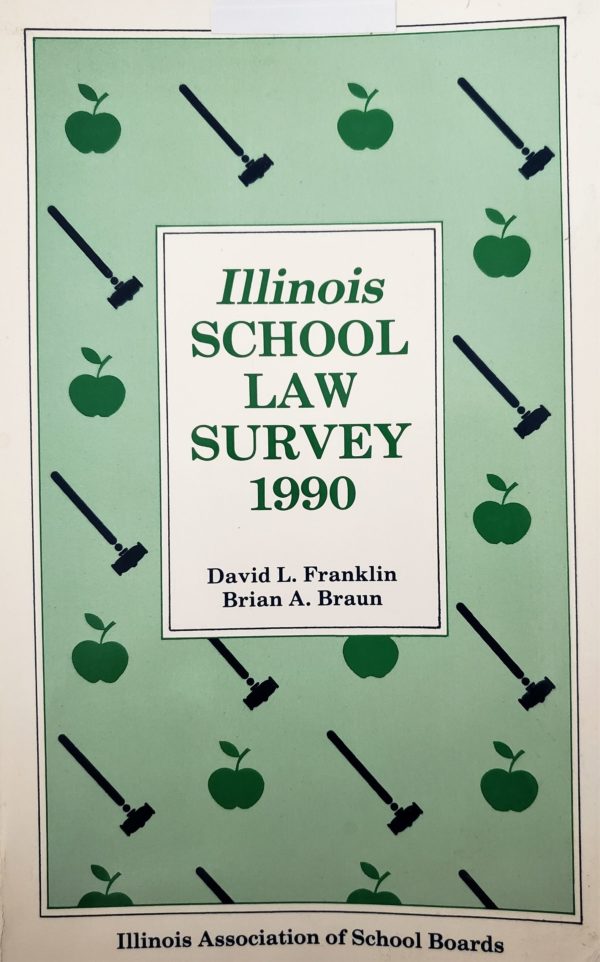 Illinois
SCHOOL
LAW
SURVEY
1990
David L. Franklin
Brian A. Braun
Illinois Association of School Boards